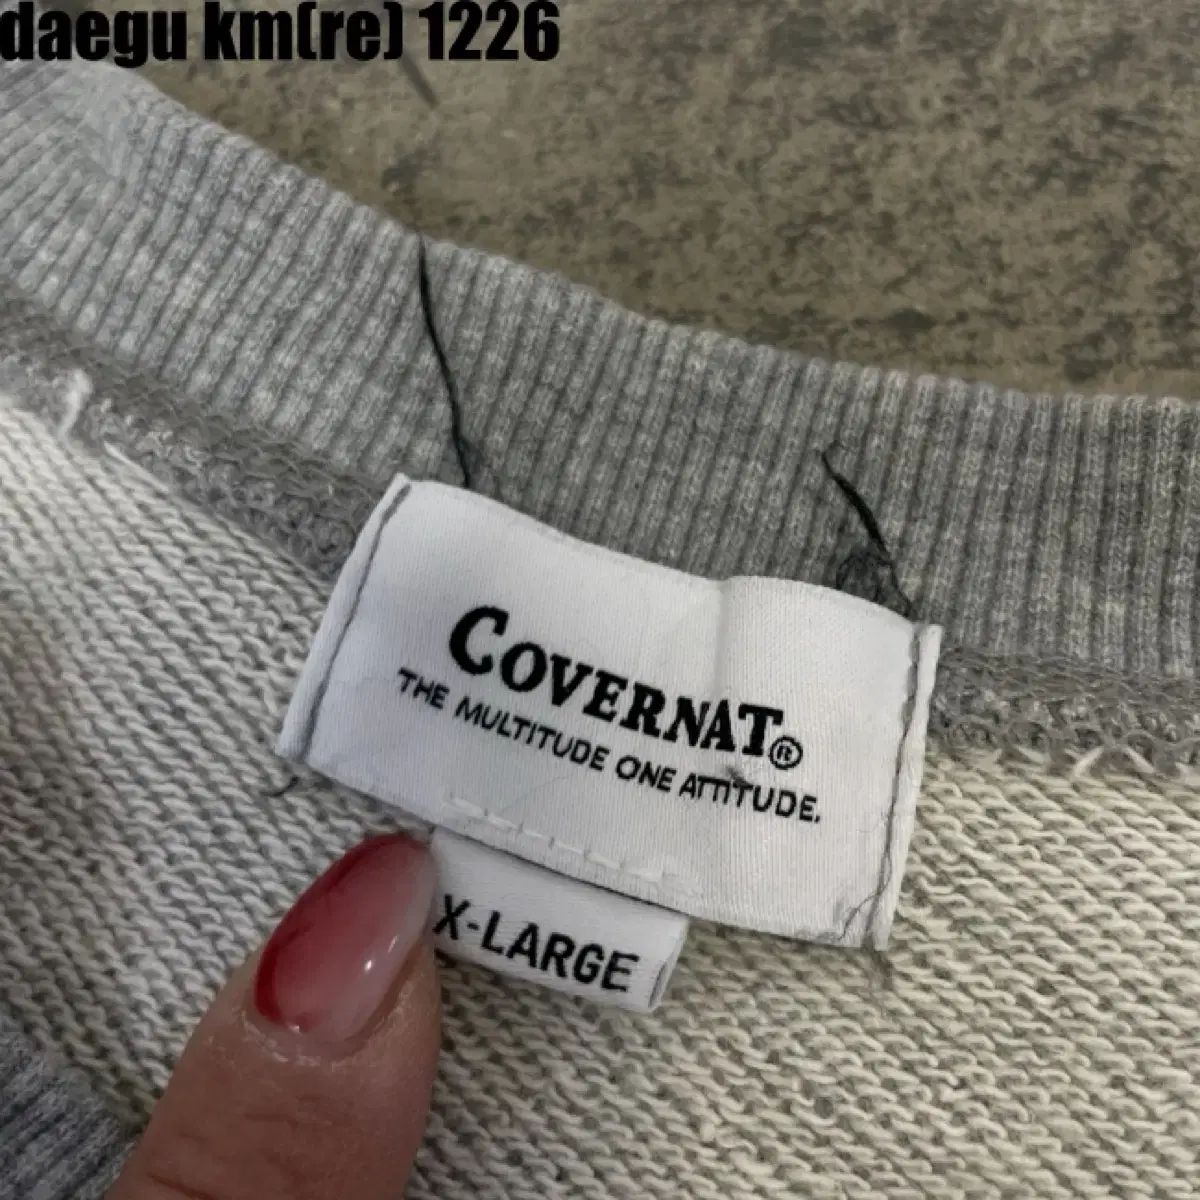 daegu km(re) 1226
COVERNAT®
THE MULTITUDE ONE ATTITUDE.
X-LARGE